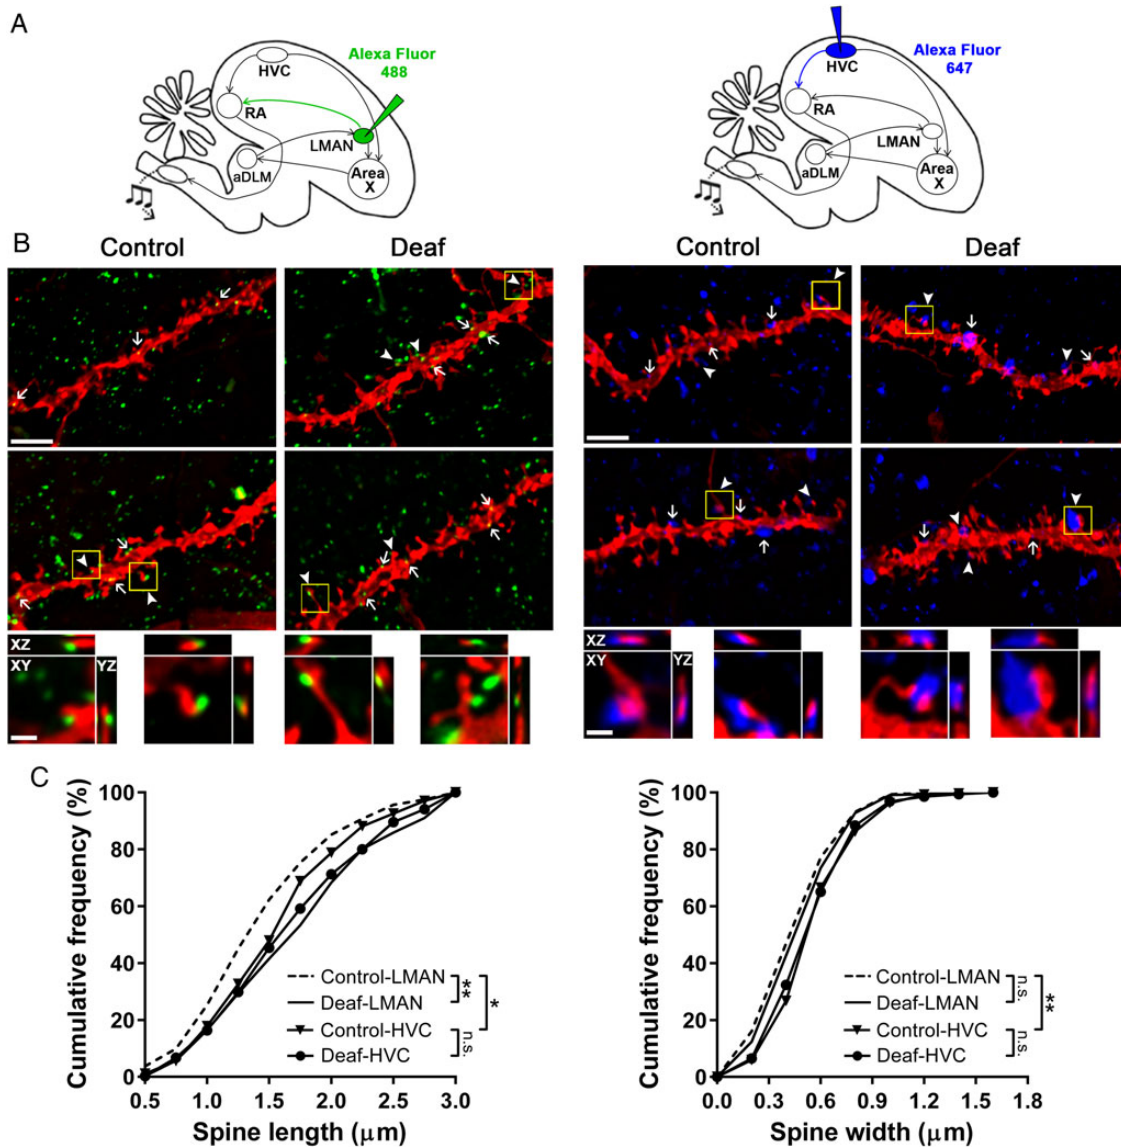 A
Alexa Fluor
488
HVC
RA
LMAN
aDLM
Area
X
Alexa Fluor
647
HVC
RA
LMAN
aDLM
Area
X
B
Control
Deaf
Control
Deaf
XZ
XY
YZ
XZ
XY
YZ
C
Cumulative frequency (%)
100
80
60
40
20
0
0.5
1.0
1.5
2.0
2.5
3.0
Spine length (μm)
Control-LMAN
Deaf-LMAN
Control-HVC
Deaf-HVC
**
*
n.s.
Cumulative frequency (%)
100
80
60
40
20
0
0.0
0.3
0.6
0.9
1.2
1.5
1.8
Spine width (μm)
Control-LMAN
Deaf-LMAN
Control-HVC
Deaf-HVC
n.s.
**
n.s.